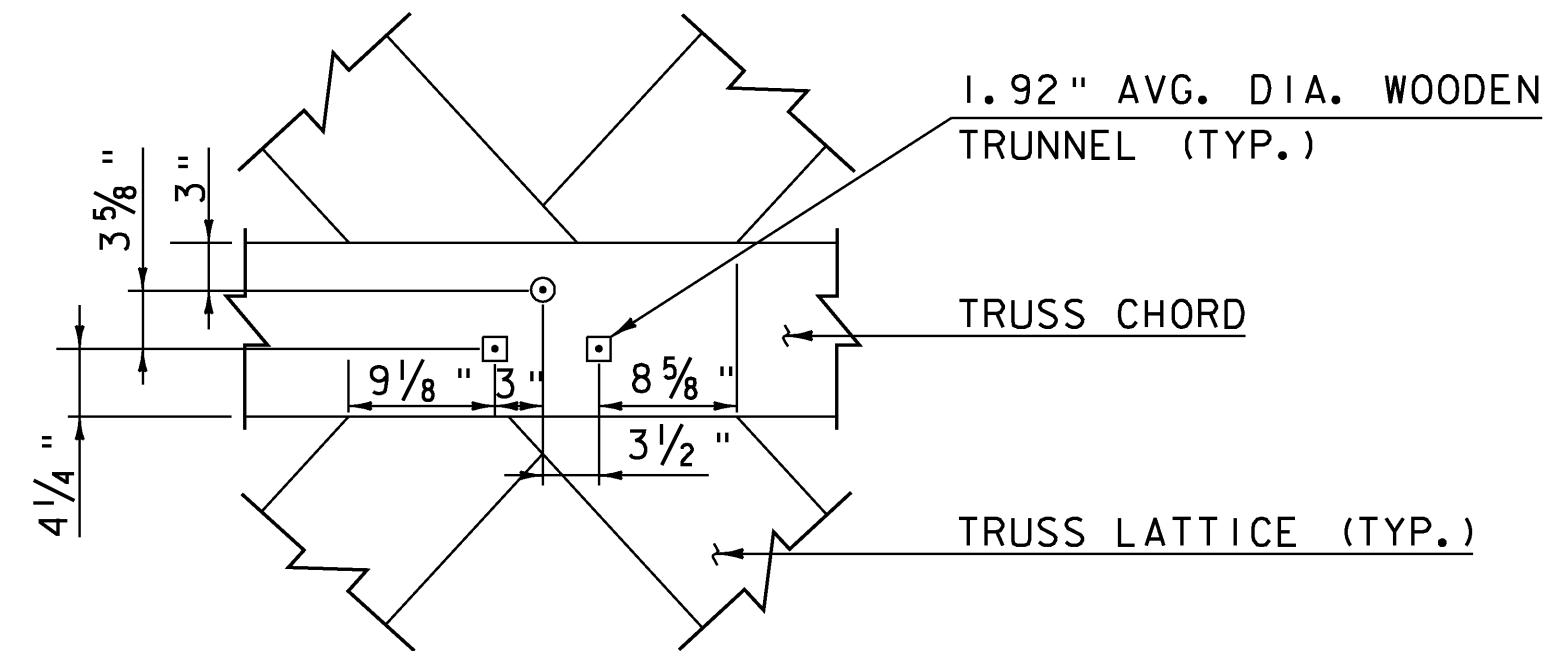 1.92" AVG. DIA. WOODEN
TRUNNEL (TYP.)
3 5/8 "
3"
TRUSS CHORD
9 1/8 "
3"
8 5/8 "
3 1/2 "
4 1/4 "
TRUSS LATTICE (TYP.)